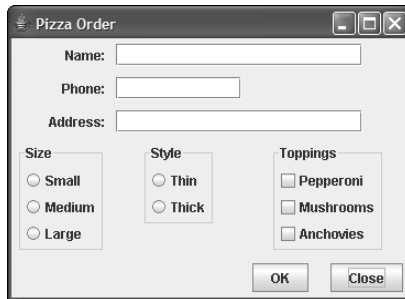 Pizza Order
Name:
Phone:
Address:
Size Style Toppings
Small Thin Pepperoni
Medium Thick Mushrooms
Large Anchovies
OK Close